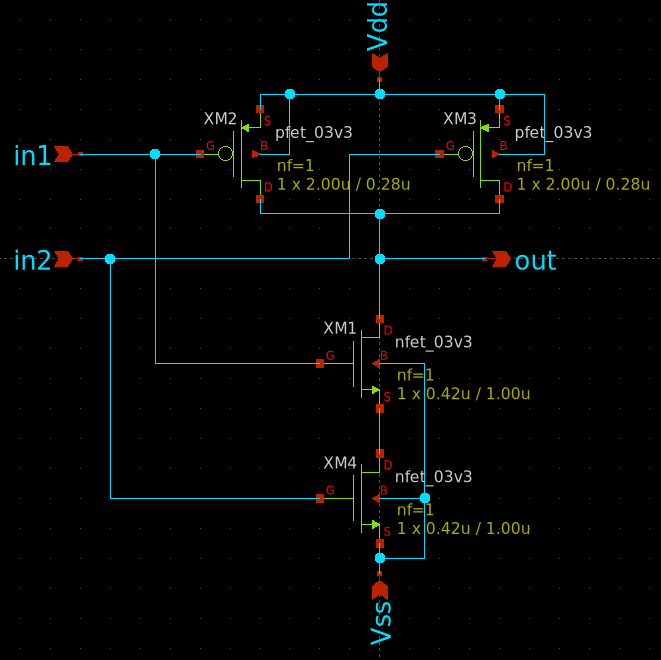 Vdd
XM2
S
pfet_03v3
G
B
nf=1
1 x 2.00u / 0.28u
D
XM3
S
pfet_03v3
G
B
nf=1
1 x 2.00u / 0.28u
D
in1
in2
out
XM1
D
nfet_03v3
G
B
nf=1
1 x 0.42u / 1.00u
S
XM4
D
nfet_03v3
G
B
nf=1
1 x 0.42u / 1.00u
S
Vss